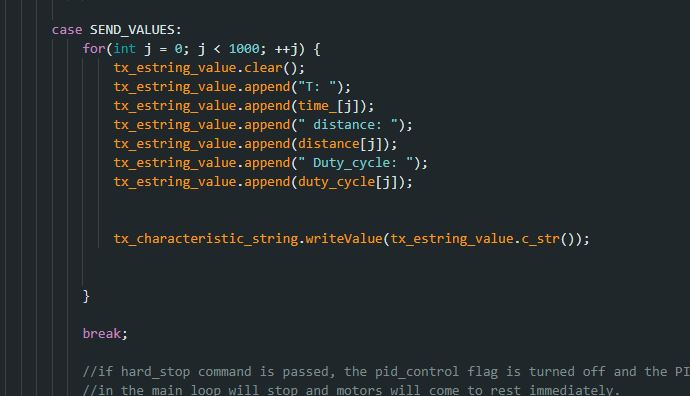 case SEND_VALUES:
for(int j = 0; j < 1000; ++j) {
tx_estring_value.clear();
tx_estring_value.append("T: ");
tx_estring_value.append(time_[j]);
tx_estring_value.append(" distance: ");
tx_estring_value.append(distance[j]);
tx_estring_value.append(" Duty_cycle: ");
tx_estring_value.append(duty_cycle[j]);
tx_characteristic_string.writeValue(tx_estring_value.c_str());
}
break;
//if hard_stop command is passed, the pid_control flag is turned off and the PI
//in the main loop will stop and motors will come to rest immediately.